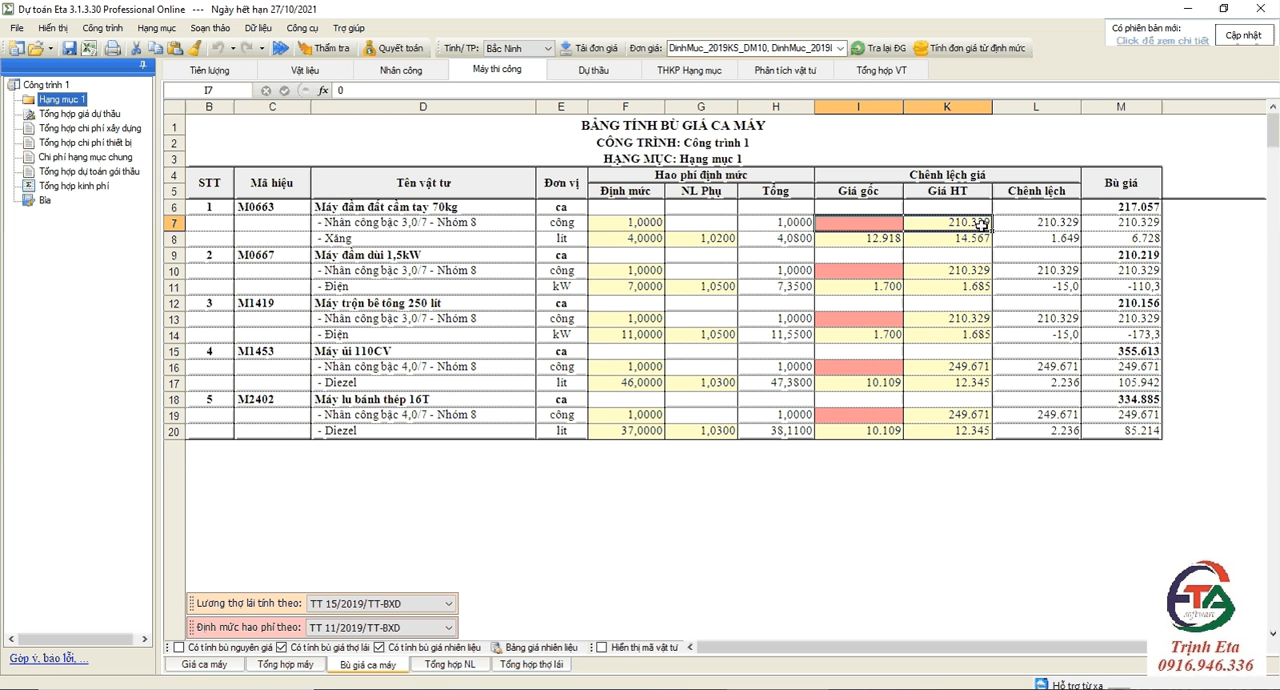 Dự toán Eta 3.1.3.30 Professional Online --- Ngày hết hạn 27/10/2021
File Hiển thị Công trình Hạng mục Soạn thảo Dữ liệu Công cụ Trợ giúp
Có phiên bản mới:
Click để xem chi tiết Cập nhật
Thẩm tra Quyết toán Tỉnh/TP: Bắc Ninh Tải đơn giá Đơn giá: DinhMuc_2019KS_DM10, DinhMuc_2019 Tra lại ĐG Tính đơn giá từ định mức
Tiên lượng Vật liệu Nhân công Máy thi công Dự thầu THKP Hạng mục Phân tích vật tư Tổng hợp VT
I7 fx 0
Công trình 1
Hạng mục 1
Tổng hợp giá dự thầu
Tổng hợp chi phí xây dựng
Tổng hợp chi phí thiết bị
Chi phí hạng mục chung
Tổng hợp dự toán gói thầu
Tổng hợp kinh phí
Bìa
B C D E F G H I K L M
1 BẢNG TÍNH BÙ GIÁ CA MÁY
2 CÔNG TRÌNH: Công trình 1
3 HẠNG MỤC: Hạng mục 1
4 STT Mã hiệu Tên vật tư Đơn vị Hao phí định mức Chênh lệch giá Bù giá
5 Định mức NL Phụ Tổng Giá gốc Giá HT Chênh lệch
6 1 M0663 Máy đầm đất cầm tay 70kg ca 217.057
7 - Nhân công bậc 3,0/7 - Nhóm 8 công 1,0000 1,0000 210.329 210.329 210.329
8 - Xăng lít 4,0000 1,0200 4,0800 12.918 14.567 1.649 6.728
9 2 M0667 Máy đầm dùi 1,5kW ca 210.219
10 - Nhân công bậc 3,0/7 - Nhóm 8 công 1,0000 1,0000 210.329 210.329 210.329
11 - Điện kW 7,0000 1,0500 7,3500 1.700 1.685 -15,0 -110,3
12 3 M1419 Máy trộn bê tông 250 lít ca 210.156
13 - Nhân công bậc 3,0/7 - Nhóm 8 công 1,0000 1,0000 210.329 210.329 210.329
14 - Điện kW 11,0000 1,0500 11,5500 1.700 1.685 -15,0 -173,3
15 4 M1453 Máy ủi 110CV ca 355.613
16 - Nhân công bậc 4,0/7 - Nhóm 8 công 1,0000 1,0000 249.671 249.671 249.671
17 - Diezel lít 46,0000 1,0300 47,3800 10.109 12.345 2.236 105.942
18 5 M2402 Máy lu bánh thép 16T ca 334.885
19 - Nhân công bậc 4,0/7 - Nhóm 8 công 1,0000 1,0000 249.671 249.671 249.671
20 - Diezel lít 37,0000 1,0300 38,1100 10.109 12.345 2.236 85.214
Lương thợ lái tính theo: TT 15/2019/TT-BXD
Định mức hao phí theo: TT 11/2019/TT-BXD
Có tính bù nguyên giá Có tính bù giá thợ lái Có tính bù giá nhiên liệu Bảng giá nhiên liệu Hiển thị mã vật tư
Giá ca máy Tổng hợp máy Bù giá ca máy Tổng hợp NL Tổng hợp thợ lái
Góp ý, báo lỗi, ...
ETA
software
Trịnh Eta
0916.946.336
Hỗ trợ từ xa